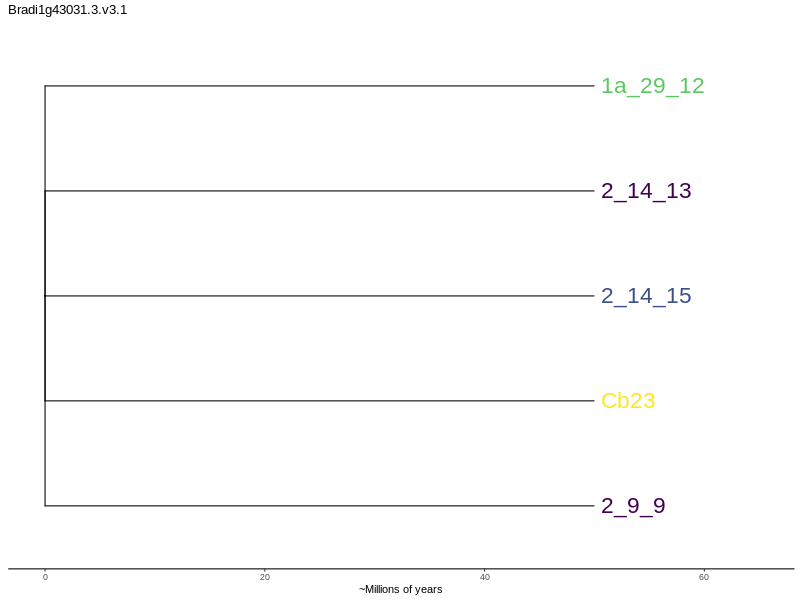 Bradi1g43031.3.v3.1
1a_29_12
2_14_13
2_14_15
Cb23
2_9_9
0 20 40 60
~Millions of years